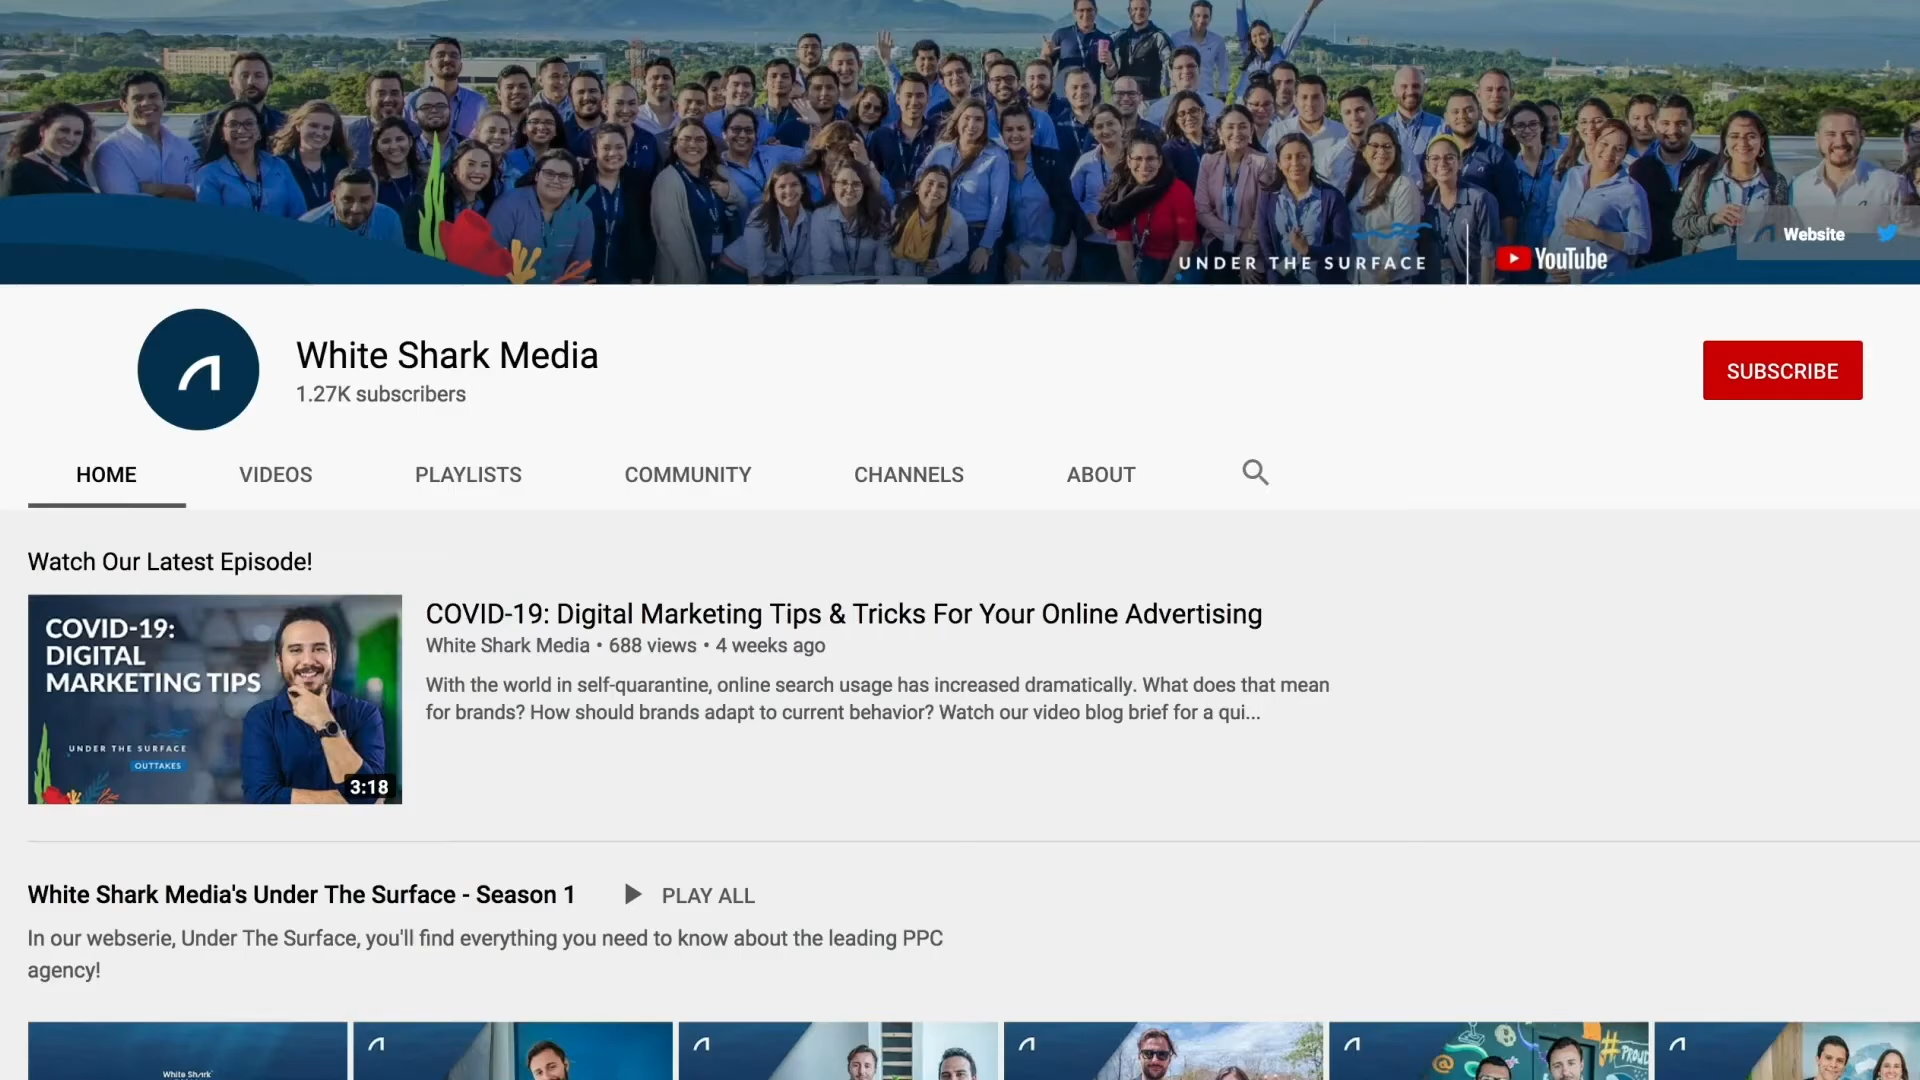 UNDER THE SURFACE
YouTube
Website
White Shark Media
1.27K subscribers
SUBSCRIBE
HOME
VIDEOS
PLAYLISTS
COMMUNITY
CHANNELS
ABOUT
Watch Our Latest Episode!
COVID-19:
DIGITAL
MARKETING TIPS
UNDER THE SURFACE
OUTTAKES
3:18
COVID-19: Digital Marketing Tips & Tricks For Your Online Advertising
White Shark Media • 688 views • 4 weeks ago
With the world in self-quarantine, online search usage has increased dramatically. What does that mean
for brands? How should brands adapt to current behavior? Watch our video blog brief for a qui...
White Shark Media's Under The Surface - Season 1
PLAY ALL
In our webserie, Under The Surface, you'll find everything you need to know about the leading PPC
agency!
White Shark
#PROUD